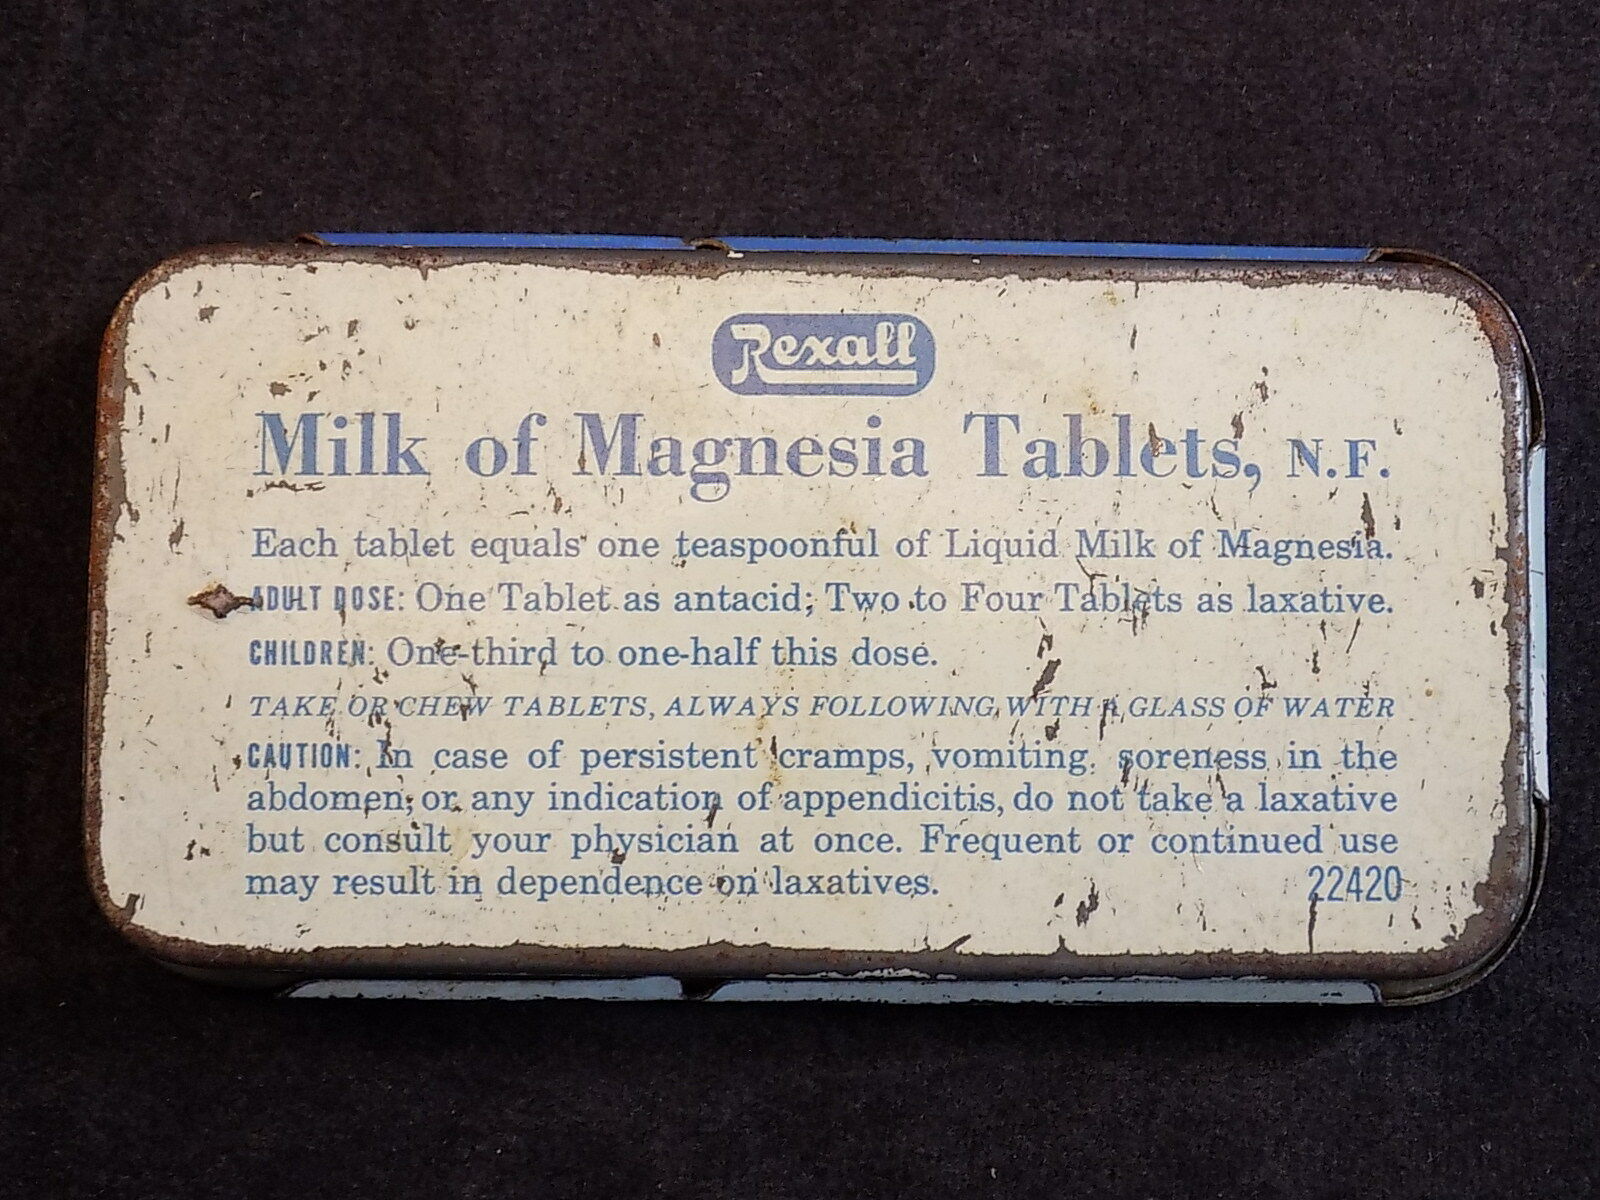 Rexall
Milk of Magnesia Tablets, N.F.
Each tablet equals one teaspoonful of Liquid Milk of Magnesia.
ADULT DOSE: One Tablet as antacid; Two to Four Tablets as laxative.
CHILDREN: One-third to one-half this dose.
TAKE OR CHEW TABLETS, ALWAYS FOLLOWING WITH A GLASS OF WATER
CAUTION: In case of persistent cramps, vomiting, soreness in the
abdomen, or any indication of appendicitis, do not take a laxative
but consult your physician at once. Frequent or continued use
may result in dependence on laxatives. 22420